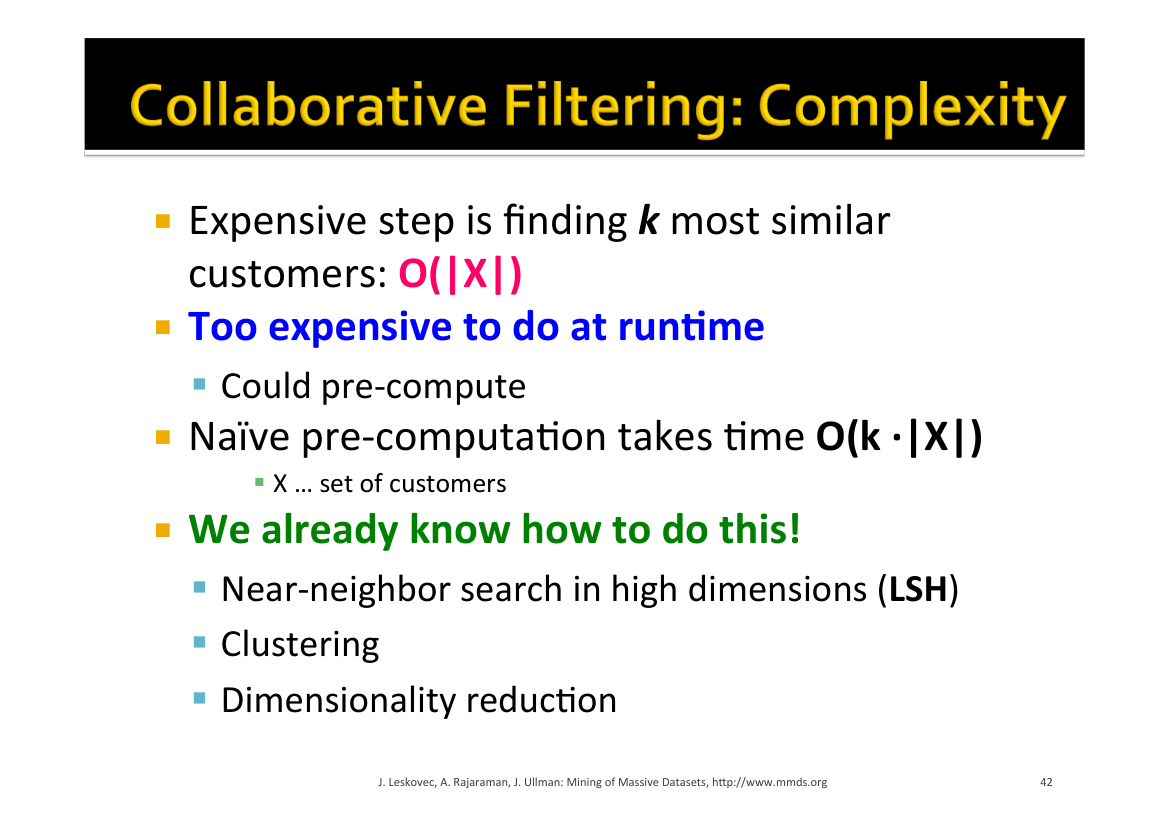 Collaborative Filtering: Complexity
Expensive step is finding k most similar
customers: O(|X|)
Too expensive to do at runtime
Could pre-compute
Naïve pre-computation takes time O(k ·|X|)
X … set of customers
We already know how to do this!
Near-neighbor search in high dimensions (LSH)
Clustering
Dimensionality reduction
J. Leskovec, A. Rajaraman, J. Ullman: Mining of Massive Datasets, http://www.mmds.org
42